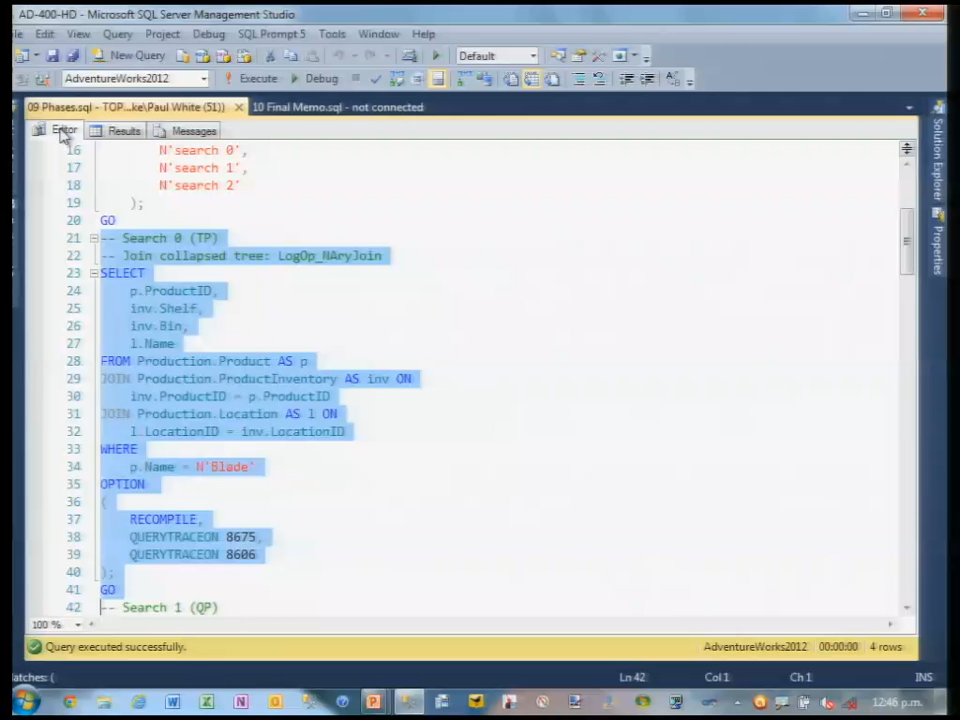 AD-400-HD - Microsoft SQL Server Management Studio
le Edit View Query Project Debug SQL Prompt 5 Tools Window Help
New Query Default
AdventureWorks2012 Execute Debug
09 Phases.sql - TOP...ke\Paul White (51)) 10 Final Memo.sql - not connected
Editor Results Messages
16 N'search 0',
17 N'search 1',
18 N'search 2'
19 );
20 GO
21 -- Search 0 (TP)
22 -- Join collapsed tree: LogOp_NAryJoin
23 SELECT
24 p.ProductID,
25 inv.Shelf,
26 inv.Bin,
27 l.Name
28 FROM Production.Product AS p
29 JOIN Production.ProductInventory AS inv ON
30 inv.ProductID = p.ProductID
31 JOIN Production.Location AS l ON
32 l.LocationID = inv.LocationID
33 WHERE
34 p.Name = N'Blade'
35 OPTION
36 (
37 RECOMPILE,
38 QUERYTRACEON 8675,
39 QUERYTRACEON 8606
40 );
41 GO
42 -- Search 1 (QP)
100 %
Query executed successfully. AdventureWorks2012 00:00:00 4 rows
atches: ( Ln 42 Col 1 Ch 1 INS
12:46 p.m.
Solution Explorer
Properties